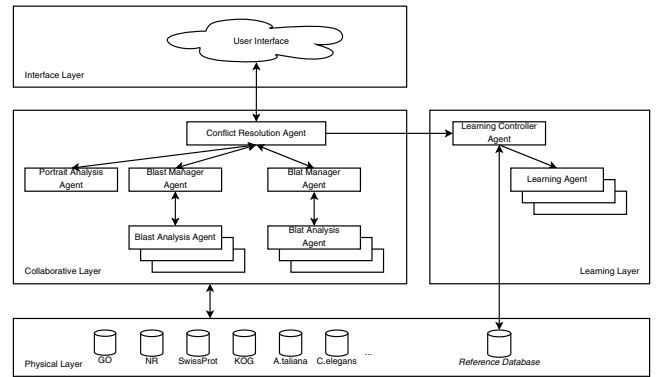 User Interface
Interface Layer
Conflict Resolution Agent
Learning Controller
Agent
Portrait Analysis
Agent
Blast Manager
Agent
Blat Manager
Agent
Learning Agent
Blast Analysis Agent
Blat Analysis
Agent
Collaborative Layer
Learning Layer
Physical Layer
GO
NR
SwissProt
KOG
A.taliana
C.elegans
...
Reference Database